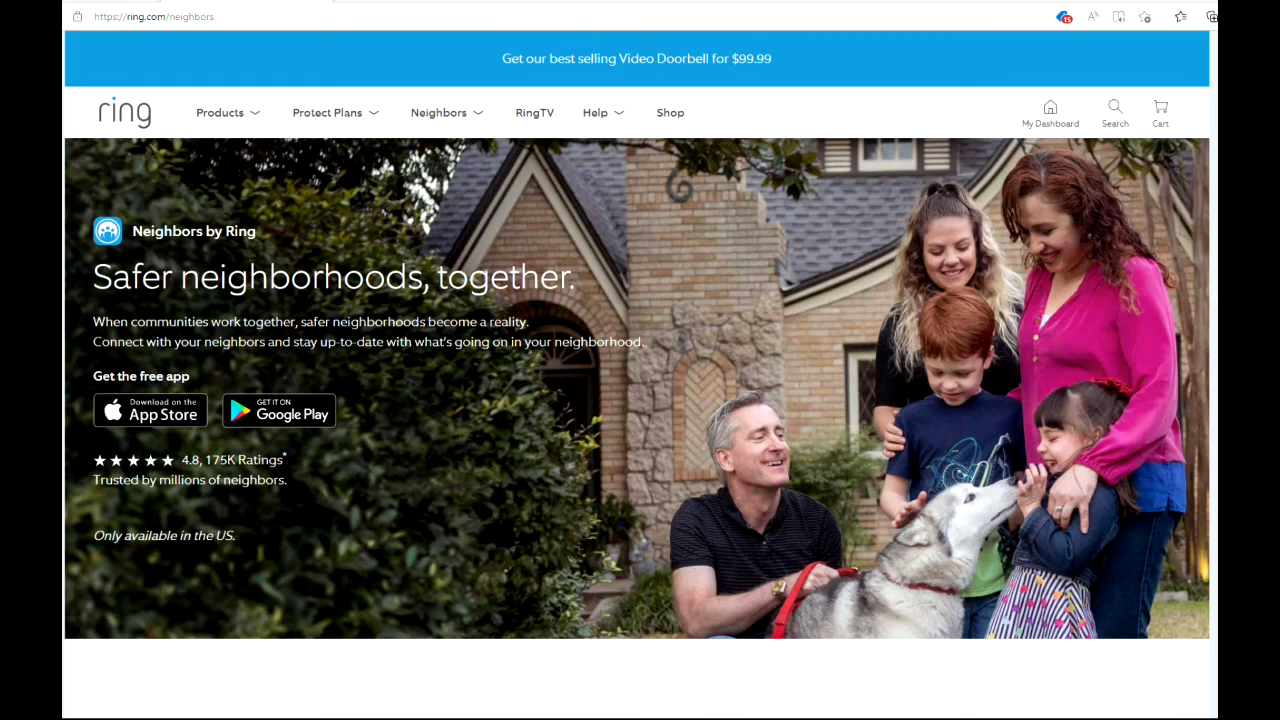 https://ring.com/neighbors
15
Get our best selling Video Doorbell for $99.99
ring
Products
Protect Plans
Neighbors
RingTV
Help
Shop
My Dashboard
Search
Cart
Neighbors by Ring
Safer neighborhoods, together.
When communities work together, safer neighborhoods become a reality.
Connect with your neighbors and stay up-to-date with what's going on in your neighborhood.
Get the free app
Download on the
App Store
GET IT ON
Google Play
4.8, 175K Ratings*
Trusted by millions of neighbors.
Only available in the US.